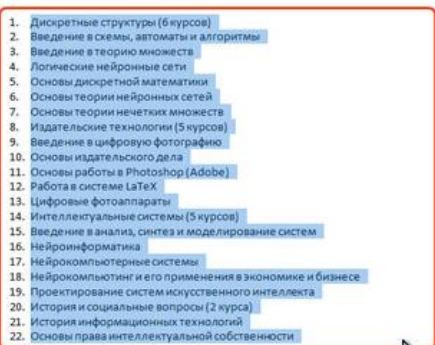 1. Дискретные структуры (6 курсов)
2. Введение в схемы, автоматы и алгоритмы
3. Введение в теорию множеств
4. Логические нейронные сети
5. Основы дискретной математики
6. Основы теории нейронных сетей
7. Основы теории нечетких множеств
8. Издательские технологии (5 курсов)
9. Введение в цифровую фотографию
10. Основы издательского дела
11. Основы работы в Photoshop (Adobe)
12. Работа в системе LaTeX
13. Цифровые фотоаппараты
14. Интеллектуальные системы (5 курсов)
15. Введение в анализ, синтез и моделирование систем
16. Нейроинформатика
17. Нейрокомпьютерные системы
18. Нейрокомпьютинг и его применения в экономике и бизнесе
19. Проектирование систем искусственного интеллекта
20. История и социальные вопросы (2 курса)
21. История информационных технологий
22. Основы права интеллектуальной собственности